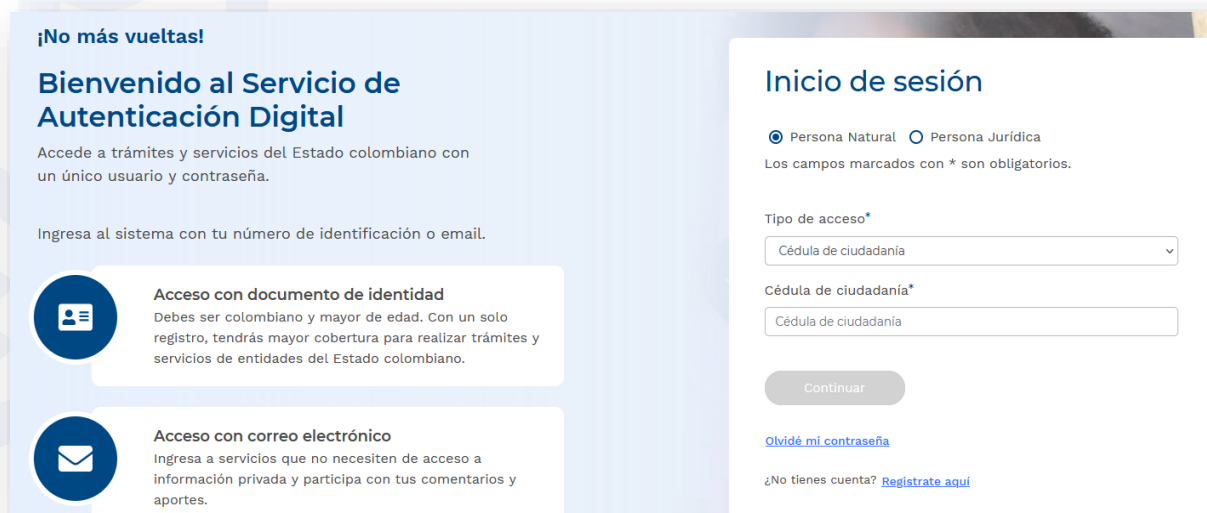 ¡No más vueltas!
Bienvenido al Servicio de
Autenticación Digital
Accede a trámites y servicios del Estado colombiano con
un único usuario y contraseña.
Ingresa al sistema con tu número de identificación o email.
Acceso con documento de identidad
Debes ser colombiano y mayor de edad. Con un solo
registro, tendrás mayor cobertura para realizar trámites y
servicios de entidades del Estado colombiano.
Acceso con correo electrónico
Ingresa a servicios que no necesiten de acceso a
información privada y participa con tus comentarios y
aportes.
Inicio de sesión
Persona Natural Persona Jurídica
Los campos marcados con * son obligatorios.
Tipo de acceso*
Cédula de ciudadanía
Cédula de ciudadanía*
Cédula de ciudadanía
Continuar
Olvidé mi contraseña
¿No tienes cuenta? Registrate aquí